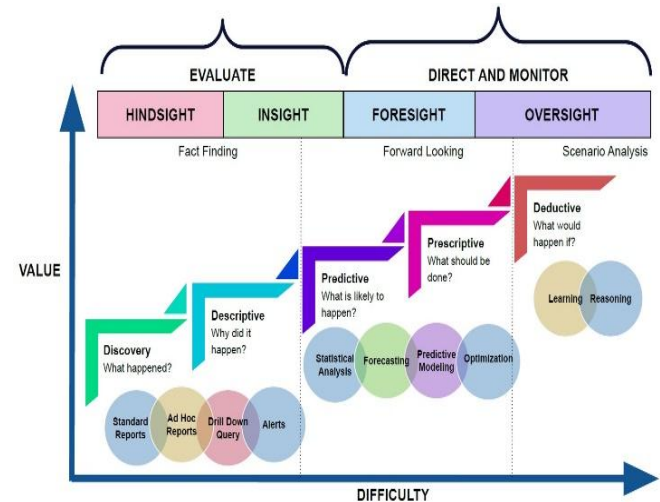 EVALUATE
DIRECT AND MONITOR
HINDSIGHT
INSIGHT
FORESIGHT
OVERSIGHT
Fact Finding
Forward Looking
Scenario Analysis
VALUE
Deductive
What would
happen if?
Prescriptive
What should be
done?
Predictive
What is likely to
happen?
Descriptive
Why did it
happen?
Discovery
What happened?
Learning
Reasoning
Statistical
Analysis
Forecasting
Predictive
Modeling
Optimization
Standard
Reports
Ad Hoc
Reports
Drill Down
Query
Alerts
DIFFICULTY